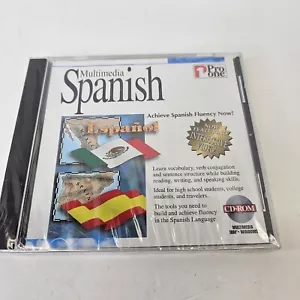 Multimedia
Spanish
Pro
one
Achieve Spanish Fluency Now!
Español
Learn vocabulary, verb conjugation
and sentence structure while building
reading, writing, and speaking skills.
Ideal for high school students, college
students, and travelers.
The tools you need to
build and achieve fluency
in the Spanish Language.
CD-ROM
MULTIMEDIA